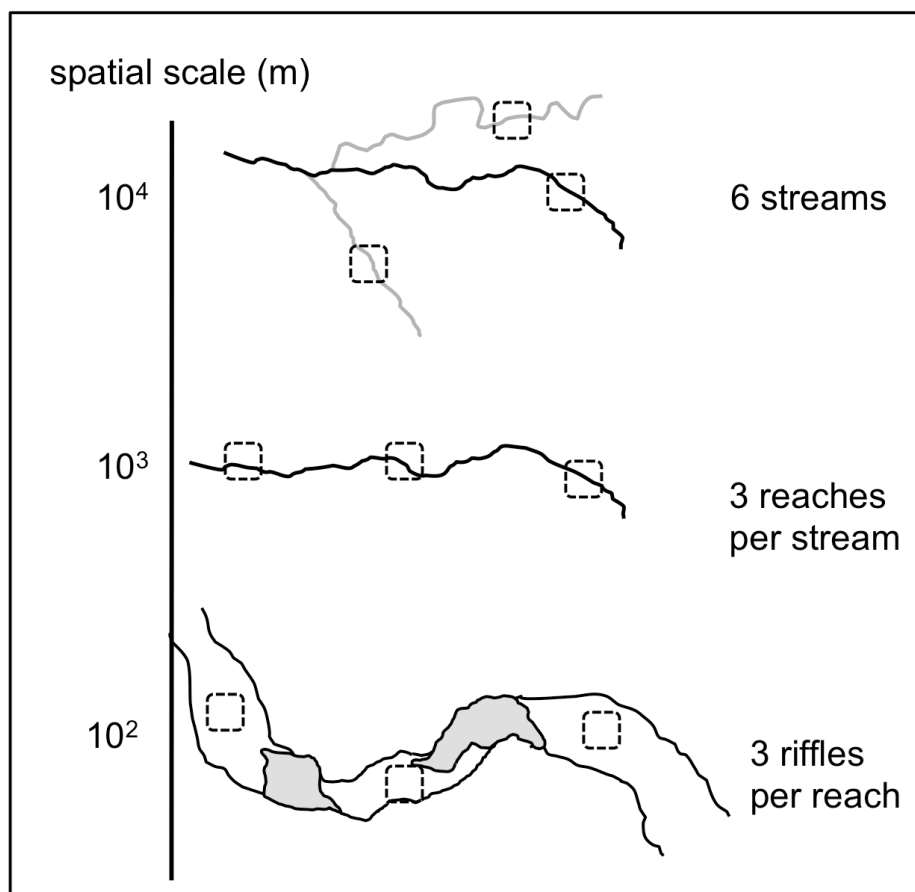 spatial scale (m)
10⁴
6 streams
10³
3 reaches
per stream
10²
3 riffles
per reach